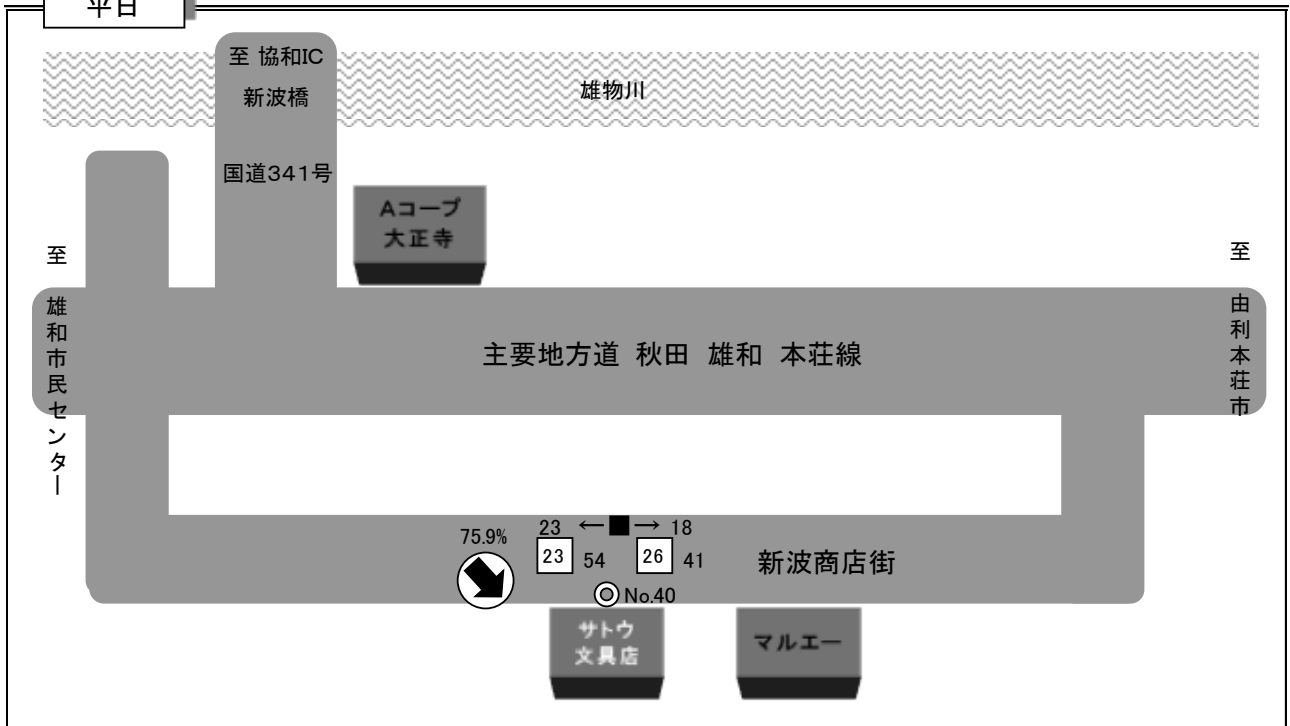 平日
至 協和IC
新波橋
雄物川
国道341号
Aコープ
大正寺
至
雄和市民センター
至
由利本荘市
主要地方道 秋田 雄和 本荘線
75.9%
23 ←■→ 18
23 54 26 41
新波商店街
◎No.40
サトウ
文具店
マルエー